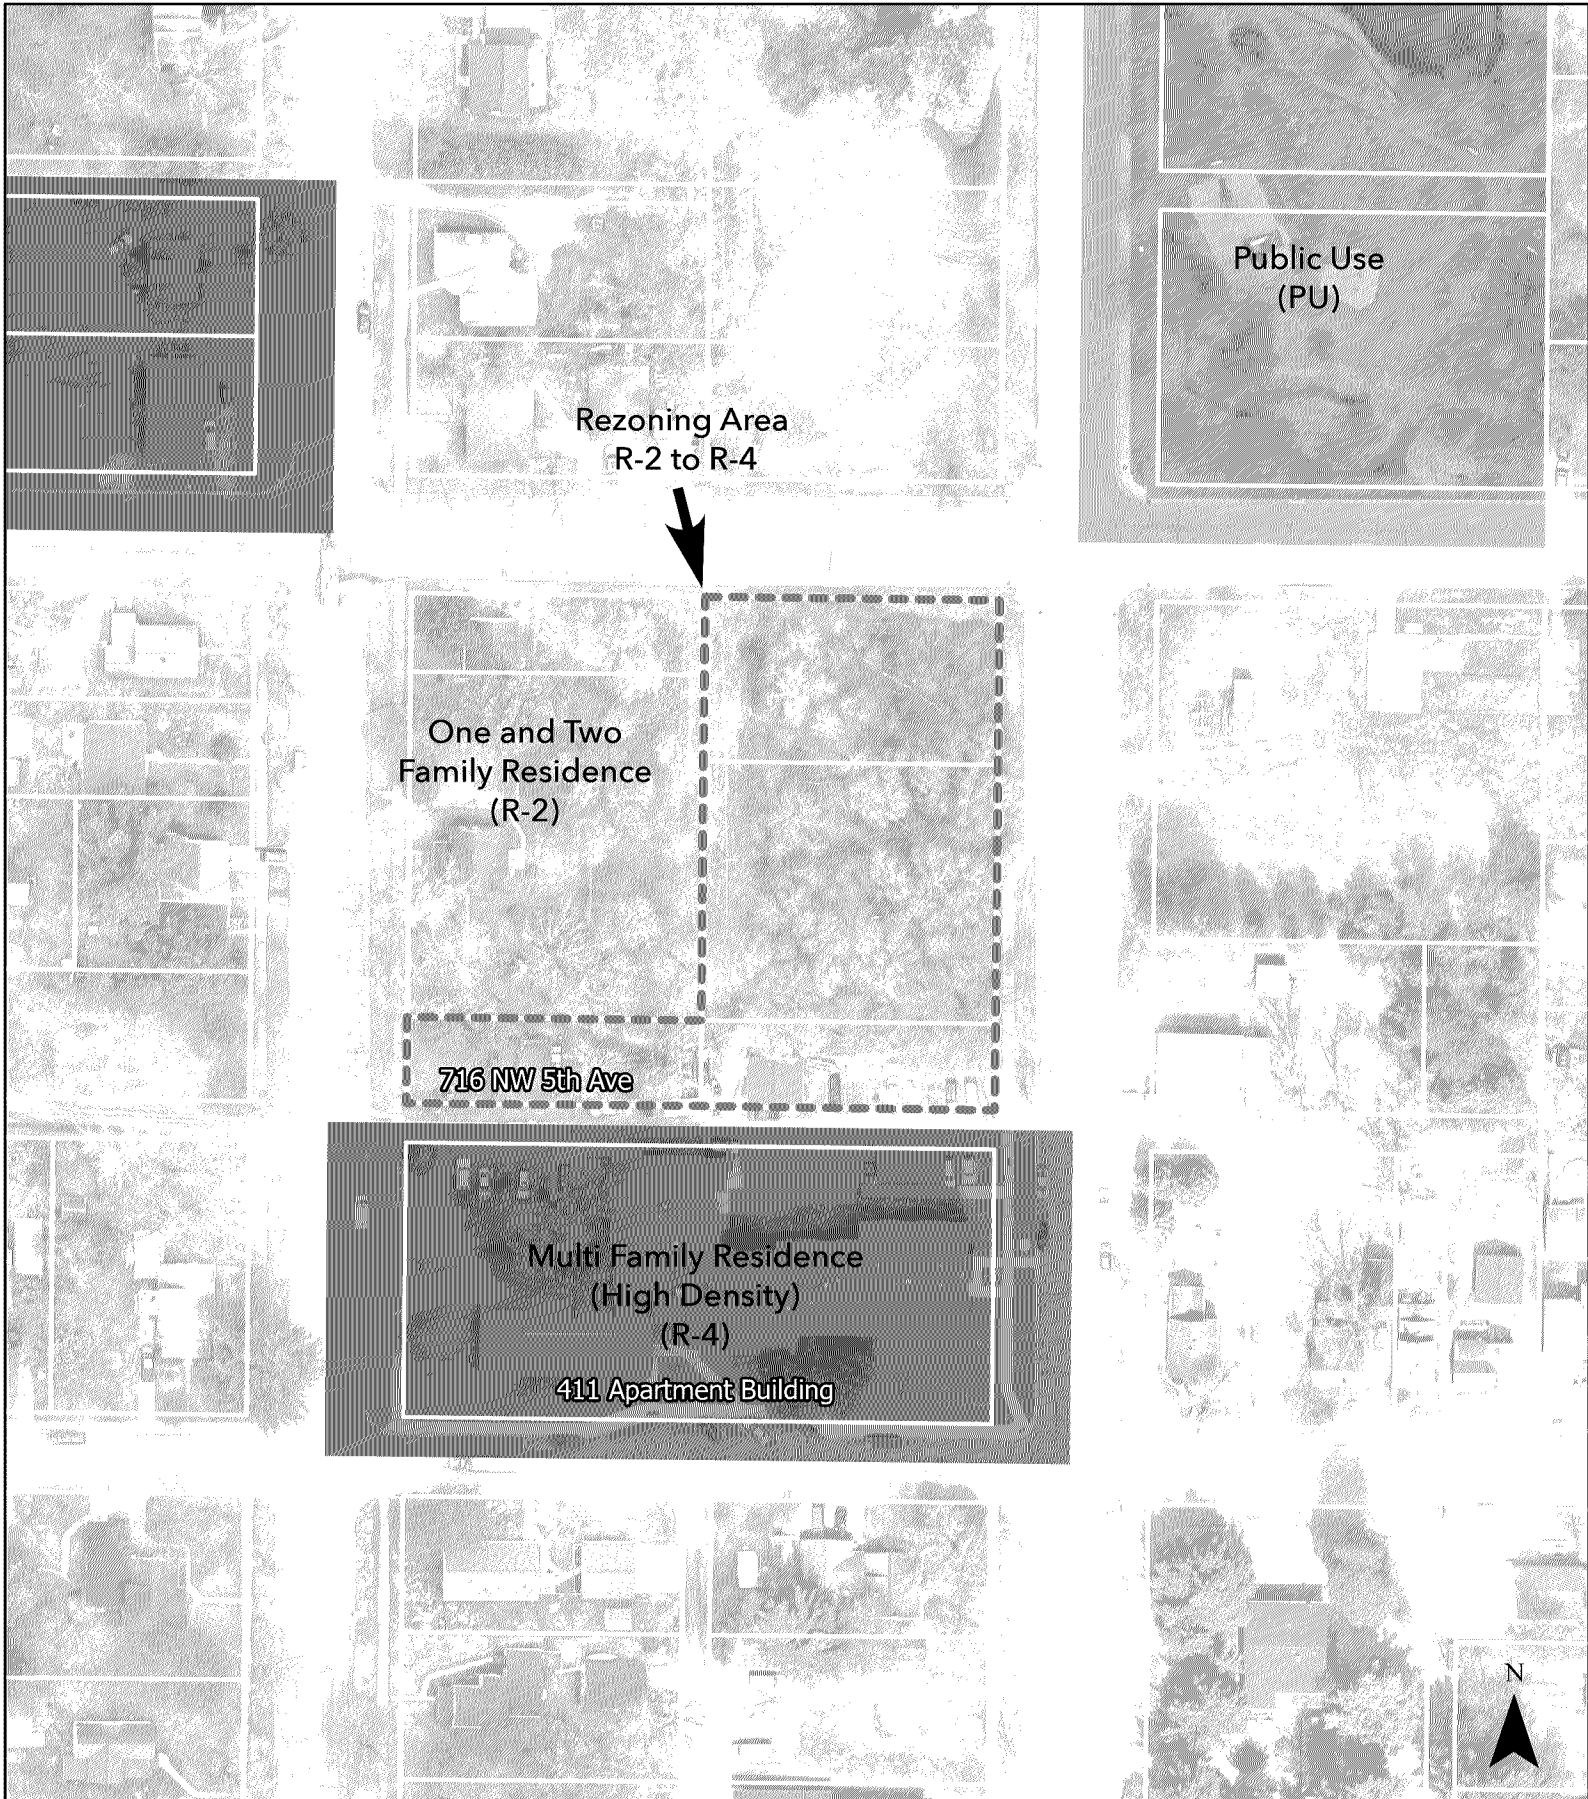 Public Use
(PU)
Rezoning Area
R-2 to R-4
One and Two
Family Residence
(R-2)
716 NW 5th Ave
Multi Family Residence
(High Density)
(R-4)
411 Apartment Building
N